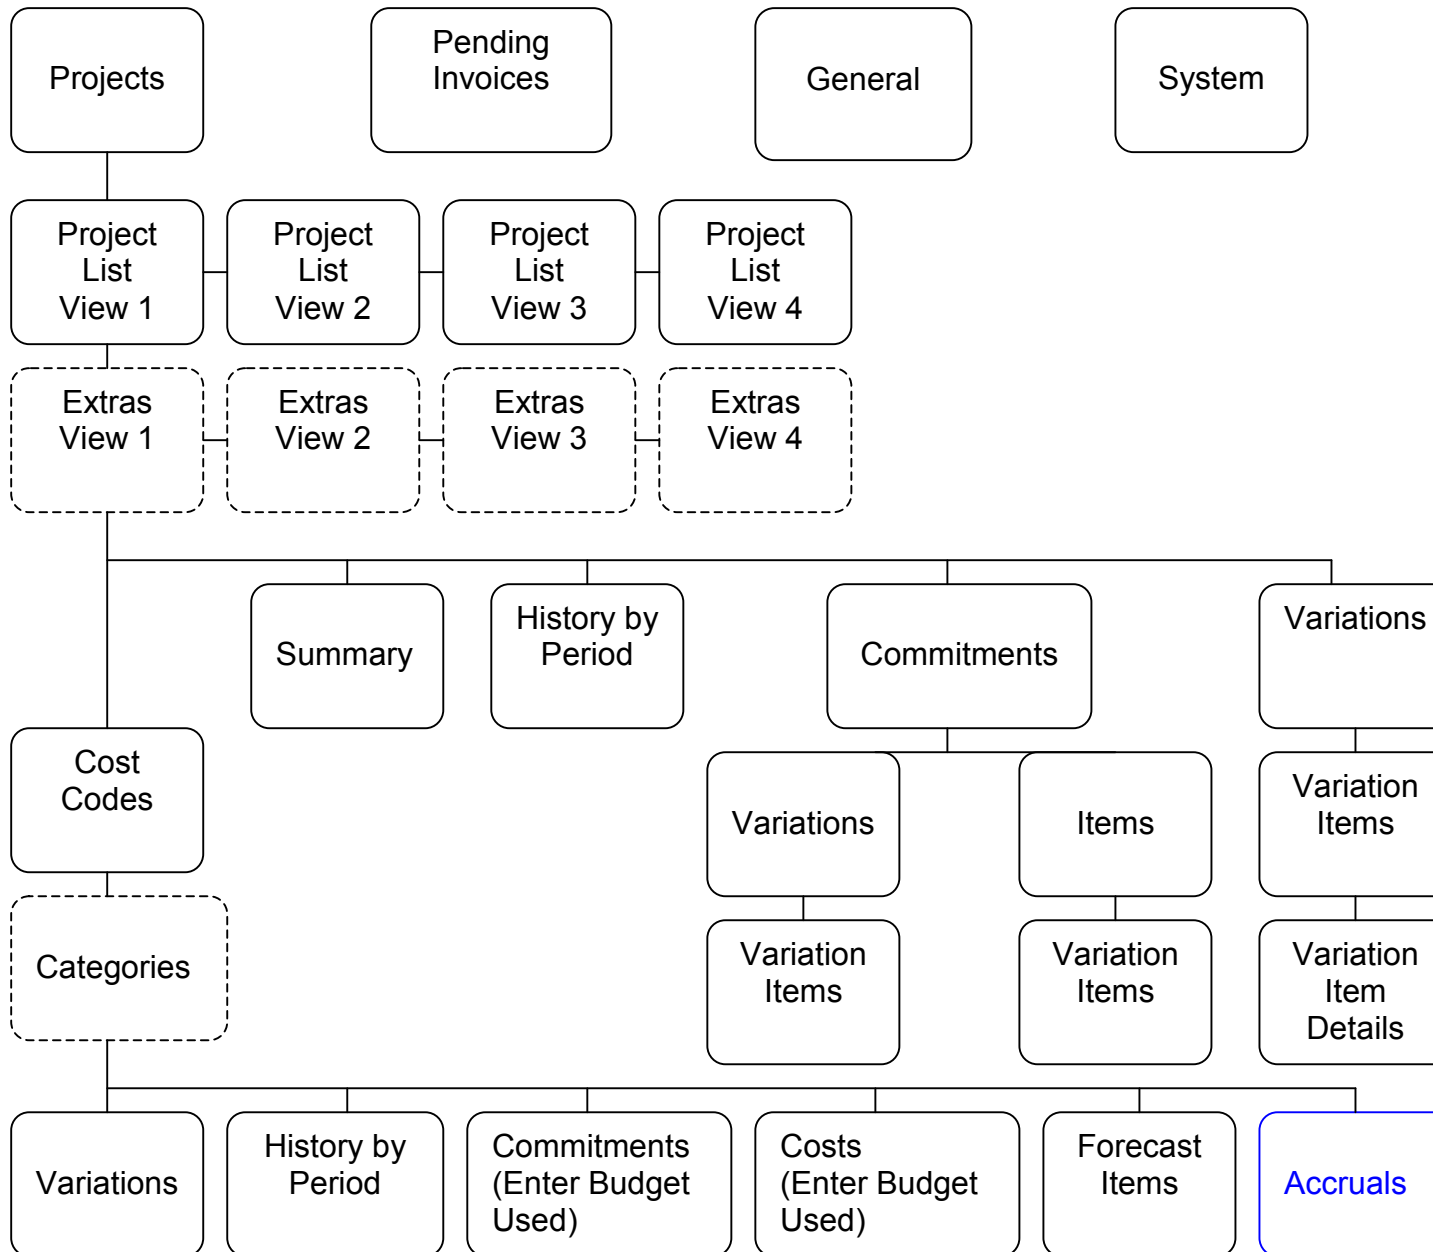 Projects
Pending
Invoices
General
System
Project
List
View 1
Project
List
View 2
Project
List
View 3
Project
List
View 4
Extras
View 1
Extras
View 2
Extras
View 3
Extras
View 4
Summary
History by
Period
Commitments
Variations
Cost
Codes
Variations
Items
Variation
Items
Categories
Variation
Items
Variation
Items
Variation
Item
Details
Variations
History by
Period
Commitments
(Enter Budget
Used)
Costs
(Enter Budget
Used)
Forecast
Items
Accruals